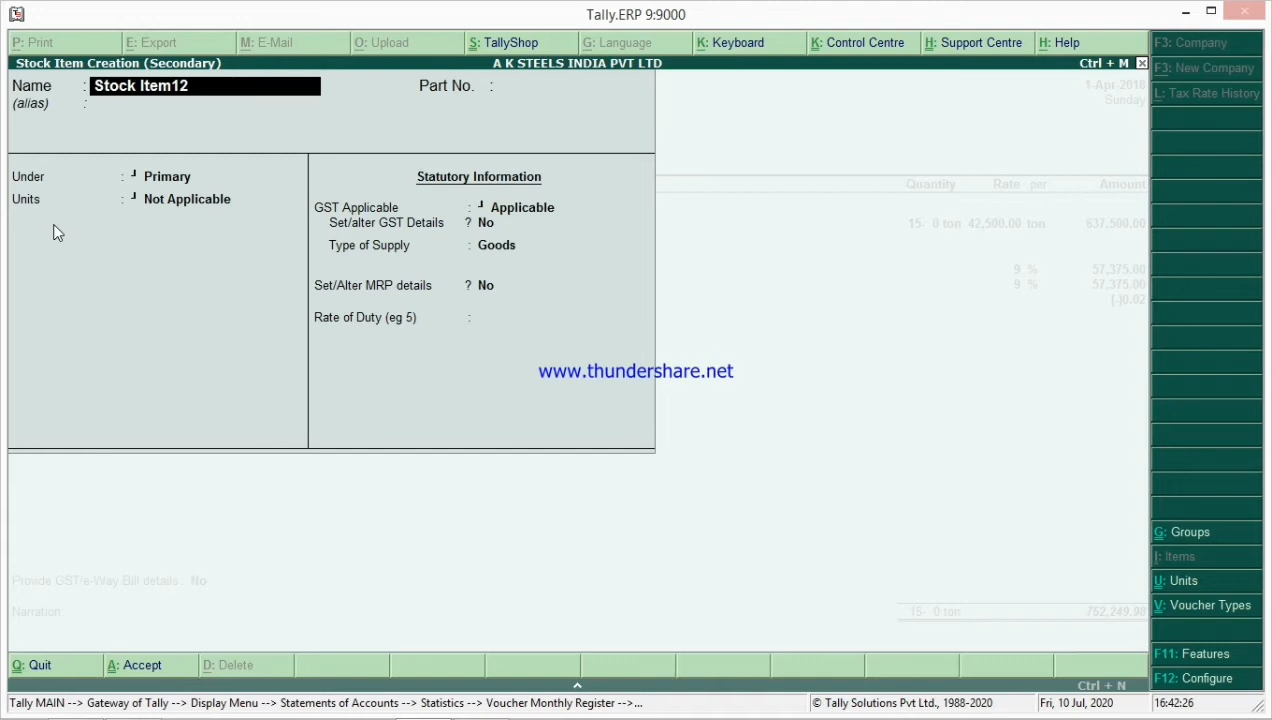 Tally.ERP 9:9000
P: Print E: Export M: E-Mail O: Upload S: TallyShop G: Language K: Keyboard K: Control Centre H: Support Centre H: Help F3: Company
Stock Item Creation (Secondary) A K STEELS INDIA PVT LTD Ctrl + M
F3: New Company
Name : Stock Item12 Part No. : 1-Apr-2018
(alias) : Sunday L: Tax Rate History
Under : Primary Statutory Information
Quantity Rate per Amount
Units : Not Applicable
GST Applicable : Applicable
Set/alter GST Details ? No 15- 0 ton 42,500.00 ton 637,500.00
Type of Supply : Goods
9 % 57,375.00
Set/Alter MRP details ? No 9 % 57,375.00
(-)0.02
Rate of Duty (eg 5) :
www.thundershare.net
G: Groups
I: Items
Provide GST/e-Way Bill details : No U: Units
Narration: 15- 0 ton 752,249.98 V: Voucher Types
F11: Features
Q: Quit A: Accept D: Delete
F12: Configure
Ctrl + N
Tally MAIN --> Gateway of Tally --> Display Menu --> Statements of Accounts --> Statistics --> Voucher Monthly Register -->... © Tally Solutions Pvt Ltd., 1988-2020 Fri, 10 Jul, 2020 16:42:26